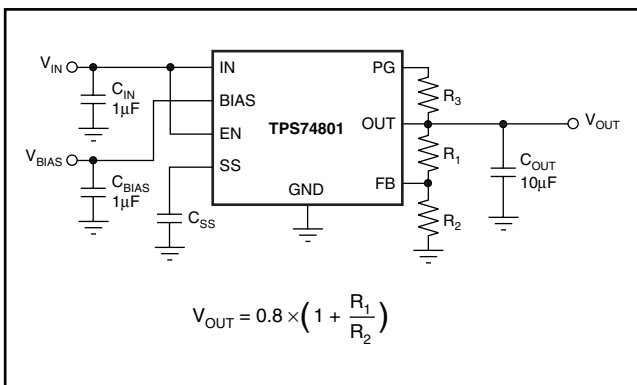 V_IN
C_IN
1μF
V_BIAS
C_BIAS
1μF
C_SS
IN
BIAS
EN
SS
TPS74801
GND
PG
OUT
FB
R_3
R_1
R_2
V_OUT
C_OUT
10μF
V_OUT = 0.8 × (1 + R_1/R_2)